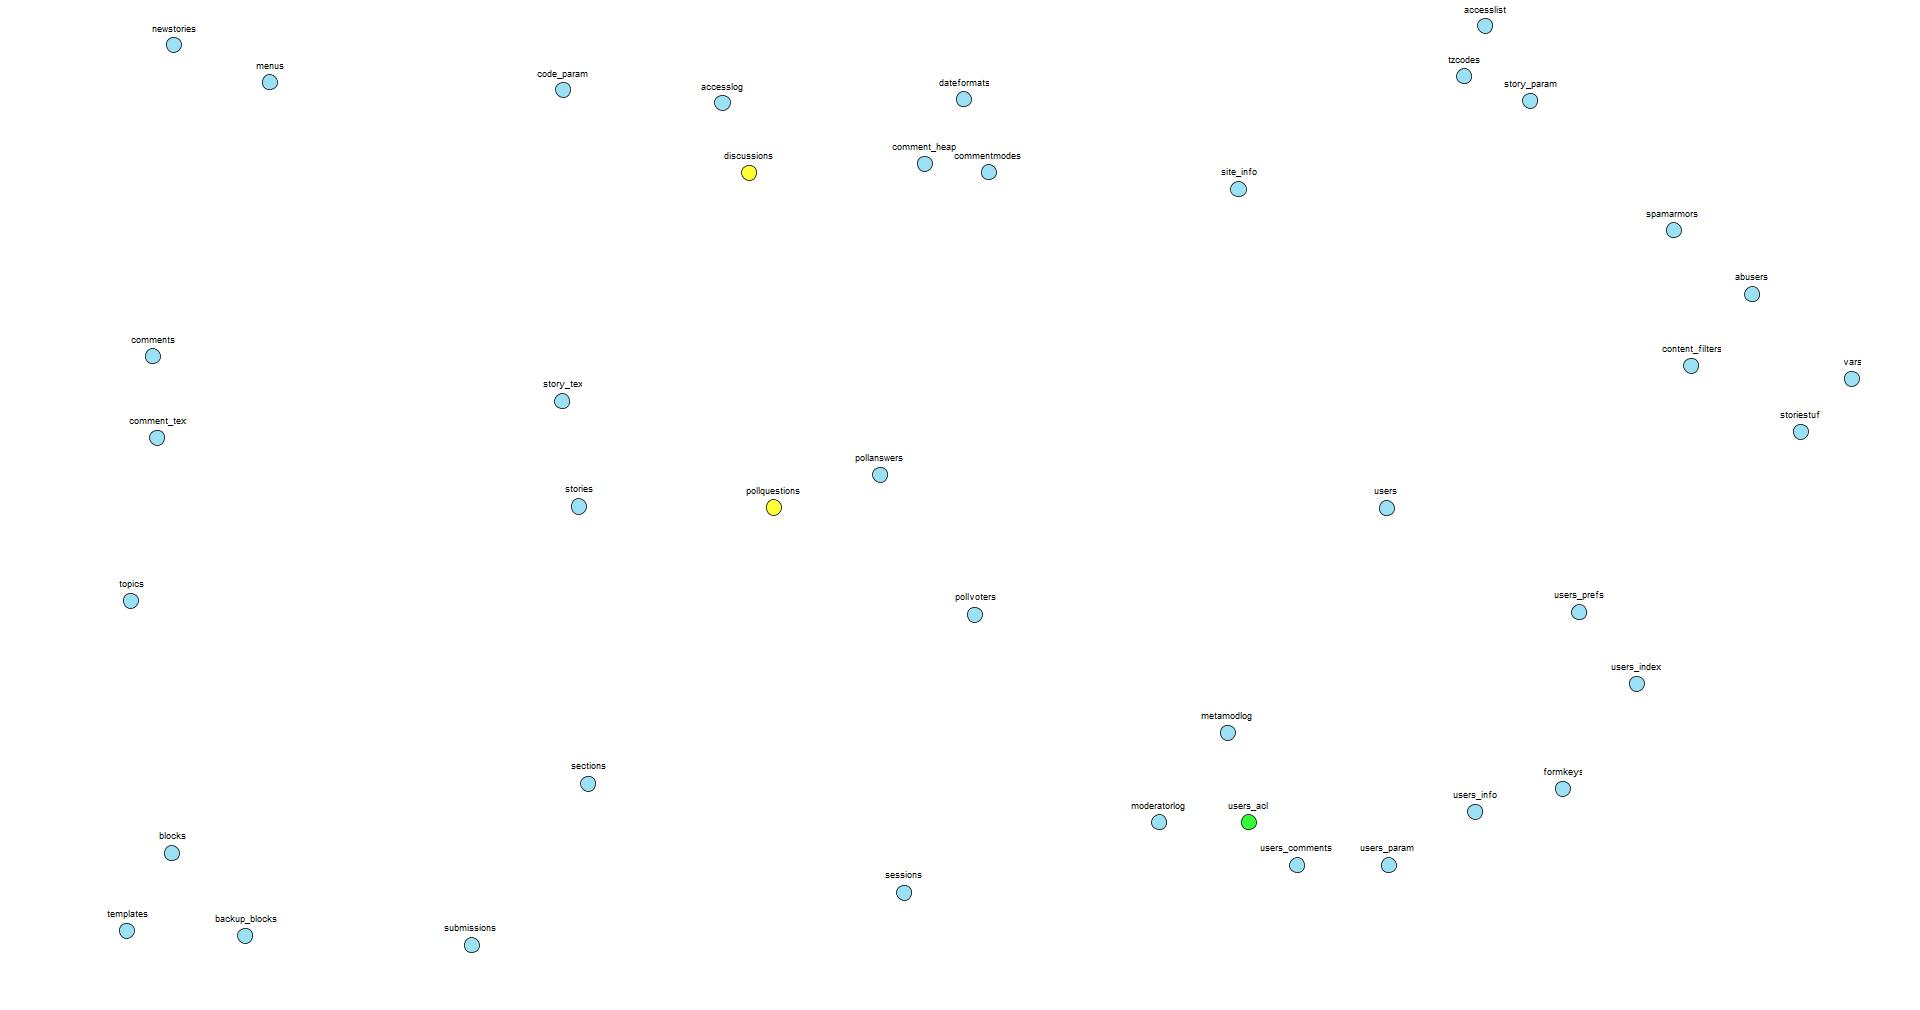 accesslist
newstories
tzcodes
menus
code_param
dateformats
story_param
accesslog
comment_heap
discussions
commentmodes
site_info
spamarmors
abusers
comments
content_filters
vars
story_tex
storiestuf
comment_tex
pollanswers
stories
pollquestions
users
topics
users_prefs
pollvoters
users_index
metamodlog
sections
formkeys
users_info
moderatorlog
users_acl
blocks
users_comments
users_param
sessions
templates
backup_blocks
submissions